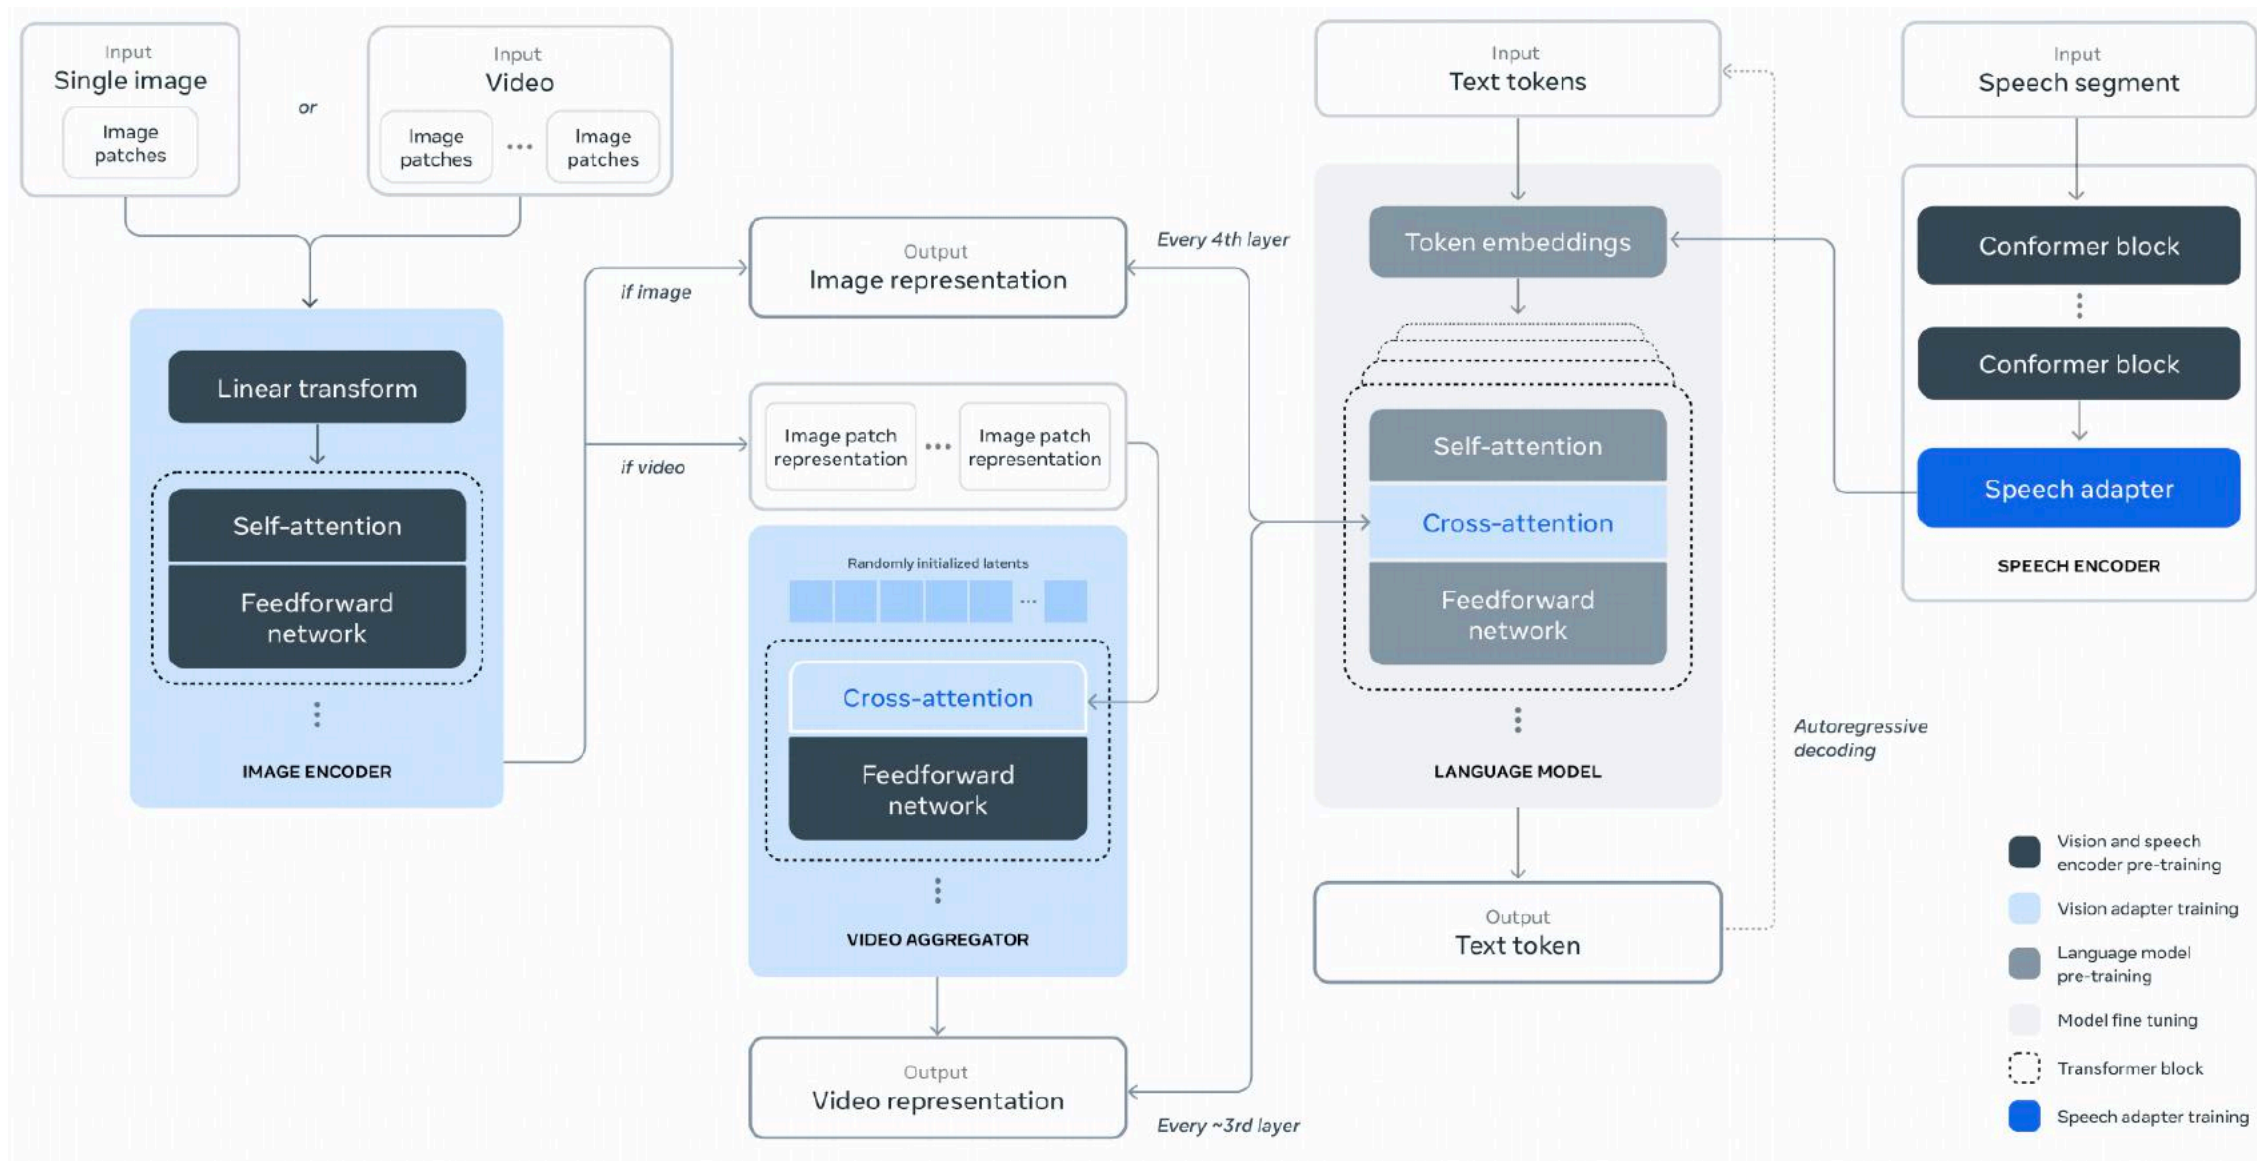 Input
Single image
Image
patches
or
Input
Video
Image
patches
...
Image
patches
Linear transform
Self-attention
Feedforward
network
IMAGE ENCODER
if image
if video
Output
Image representation
Image patch
representation
...
Image patch
representation
Randomly initialized latents
...
Cross-attention
Feedforward
network
VIDEO AGGREGATOR
Output
Video representation
Every 4th layer
Every ~3rd layer
Input
Text tokens
Token embeddings
Self-attention
Cross-attention
Feedforward
network
LANGUAGE MODEL
Output
Text token
Autoregressive
decoding
Input
Speech segment
Conformer block
Conformer block
Speech adapter
SPEECH ENCODER
Vision and speech
encoder pre-training
Vision adapter training
Language model
pre-training
Model fine tuning
Transformer block
Speech adapter training